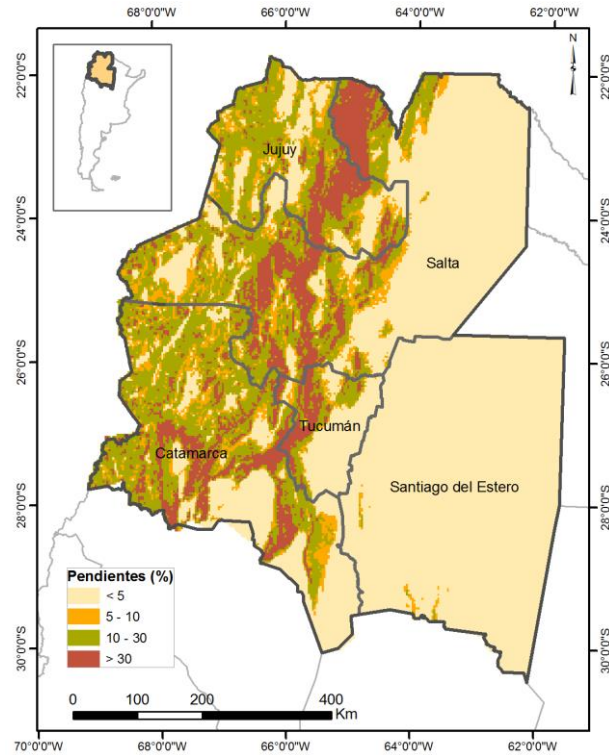 68°0'0"W 66°0'0"W 64°0'0"W 62°0'0"W
N
22°0'0"S 22°0'0"S
Jujuy
24°0'0"S 24°0'0"S
Salta
26°0'0"S 26°0'0"S
Tucumán
Catamarca
Santiago del Estero
28°0'0"S 28°0'0"S
Pendientes (%)
< 5
5 - 10
10 - 30
> 30
30°0'0"S 30°0'0"S
0 100 200 400
Km
70°0'0"W 68°0'0"W 66°0'0"W 64°0'0"W 62°0'0"W